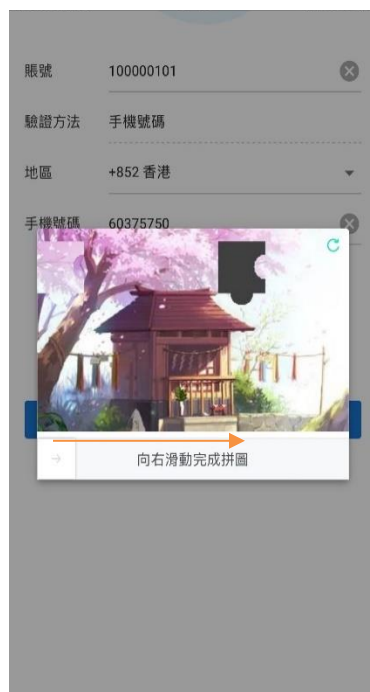 賬號 100000101
驗證方法 手機號碼
地區 +852 香港
手機號碼 60375750
向右滑動完成拼圖